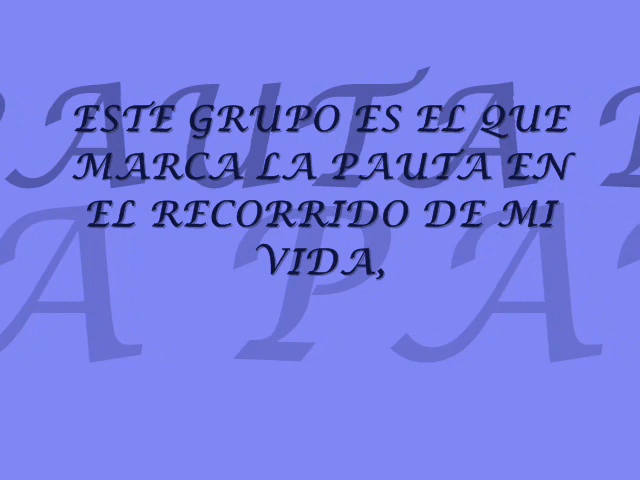 ESTE GRUPO ES EL QUE
MARCA LA PAUTA EN
EL RECORRIDO DE MI
VIDA,